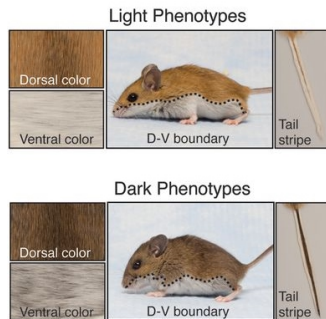 Light Phenotypes
Dorsal color
Ventral color
D-V boundary
Tail
stripe
Dark Phenotypes
Dorsal color
Ventral color
D-V boundary
Tail
stripe